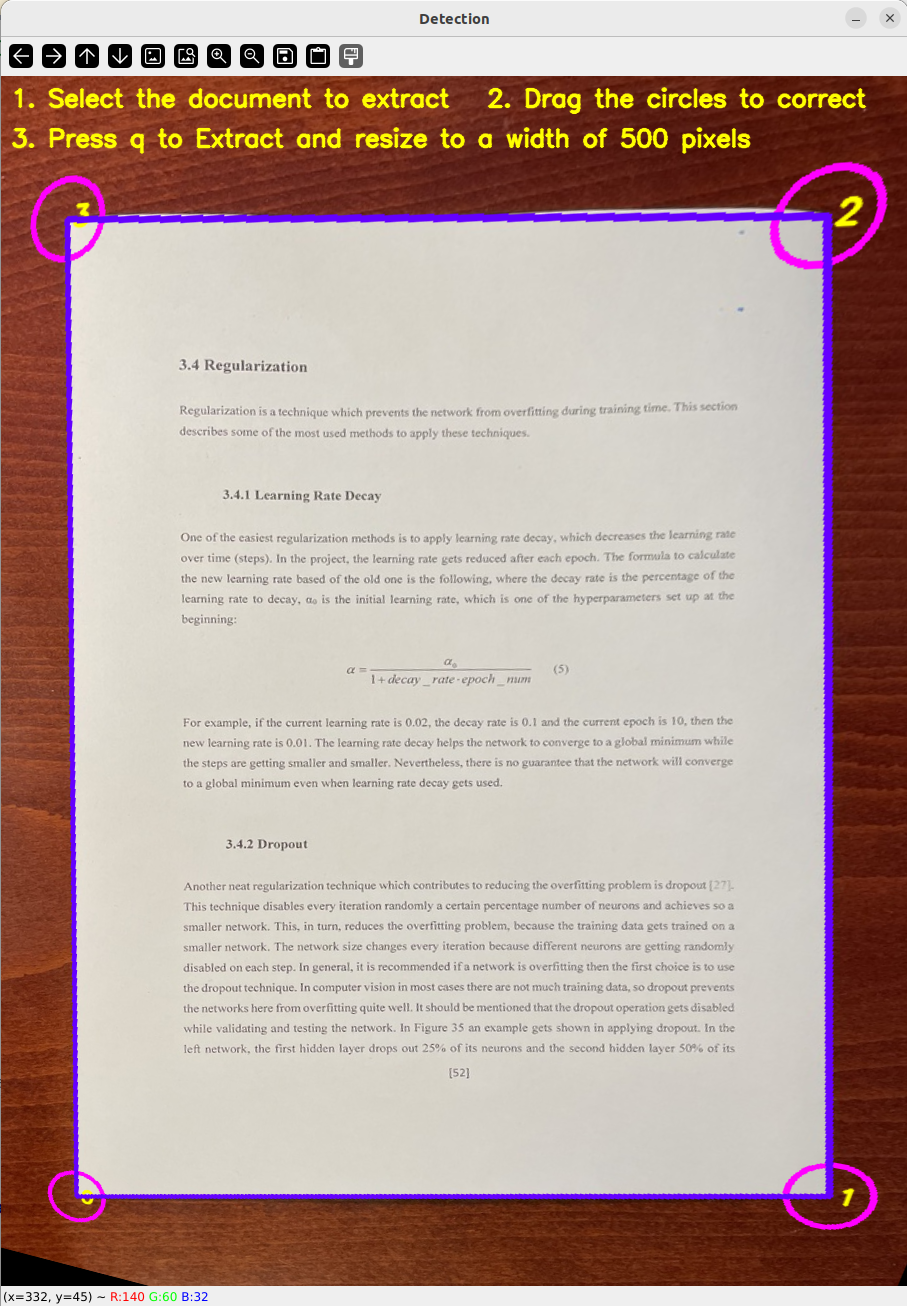 Detection
1. Select the document to extract 2. Drag the circles to correct
3. Press q to Extract and resize to a width of 500 pixels
3 2
3.4 Regularization
Regularization is a technique which prevents the network from overfitting during training time. This section
describes some of the most used methods to apply these techniques.
3.4.1 Learning Rate Decay
One of the easiest regularization methods is to apply learning rate decay, which decreases the learning rate
over time (steps). In the project, the learning rate gets reduced after each epoch. The formula to calculate
the new learning rate based of the old one is the following, where the decay rate is the percentage of the
learning rate to decay, α₀ is the initial learning rate, which is one of the hyperparameters set up at the
beginning:
α = α₀ / (1 + decay_rate · epoch_num) (5)
For example, if the current learning rate is 0.02, the decay rate is 0.1 and the current epoch is 10, then the
new learning rate is 0.01. The learning rate decay helps the network to converge to a global minimum while
the steps are getting smaller and smaller. Nevertheless, there is no guarantee that the network will converge
to a global minimum even when learning rate decay gets used.
3.4.2 Dropout
Another neat regularization technique which contributes to reducing the overfitting problem is dropout [27].
This technique disables every iteration randomly a certain percentage number of neurons and achieves so a
smaller network. This, in turn, reduces the overfitting problem, because the training data gets trained on a
smaller network. The network size changes every iteration because different neurons are getting randomly
disabled on each step. In general, it is recommended if a network is overfitting then the first choice is to use
the dropout technique. In computer vision in most cases there are not much training data, so dropout prevents
the networks here from overfitting quite well. It should be mentioned that the dropout operation gets disabled
while validating and testing the network. In Figure 35 an example gets shown in applying dropout. In the
left network, the first hidden layer drops out 25% of its neurons and the second hidden layer 50% of its
[52]
1
(x=332, y=45) ~ R:140 G:60 B:32